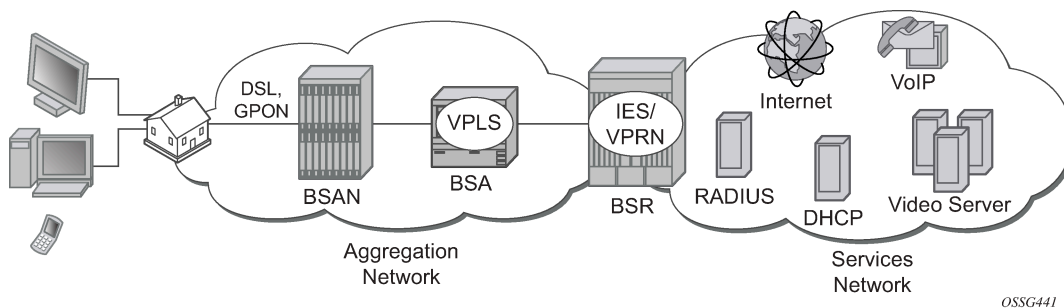 DSL,
GPON
BSAN
VPLS
BSA
IES/
VPRN
BSR
Internet
VoIP
RADIUS
DHCP
Video Server
Aggregation
Network
Services
Network
OSSG441